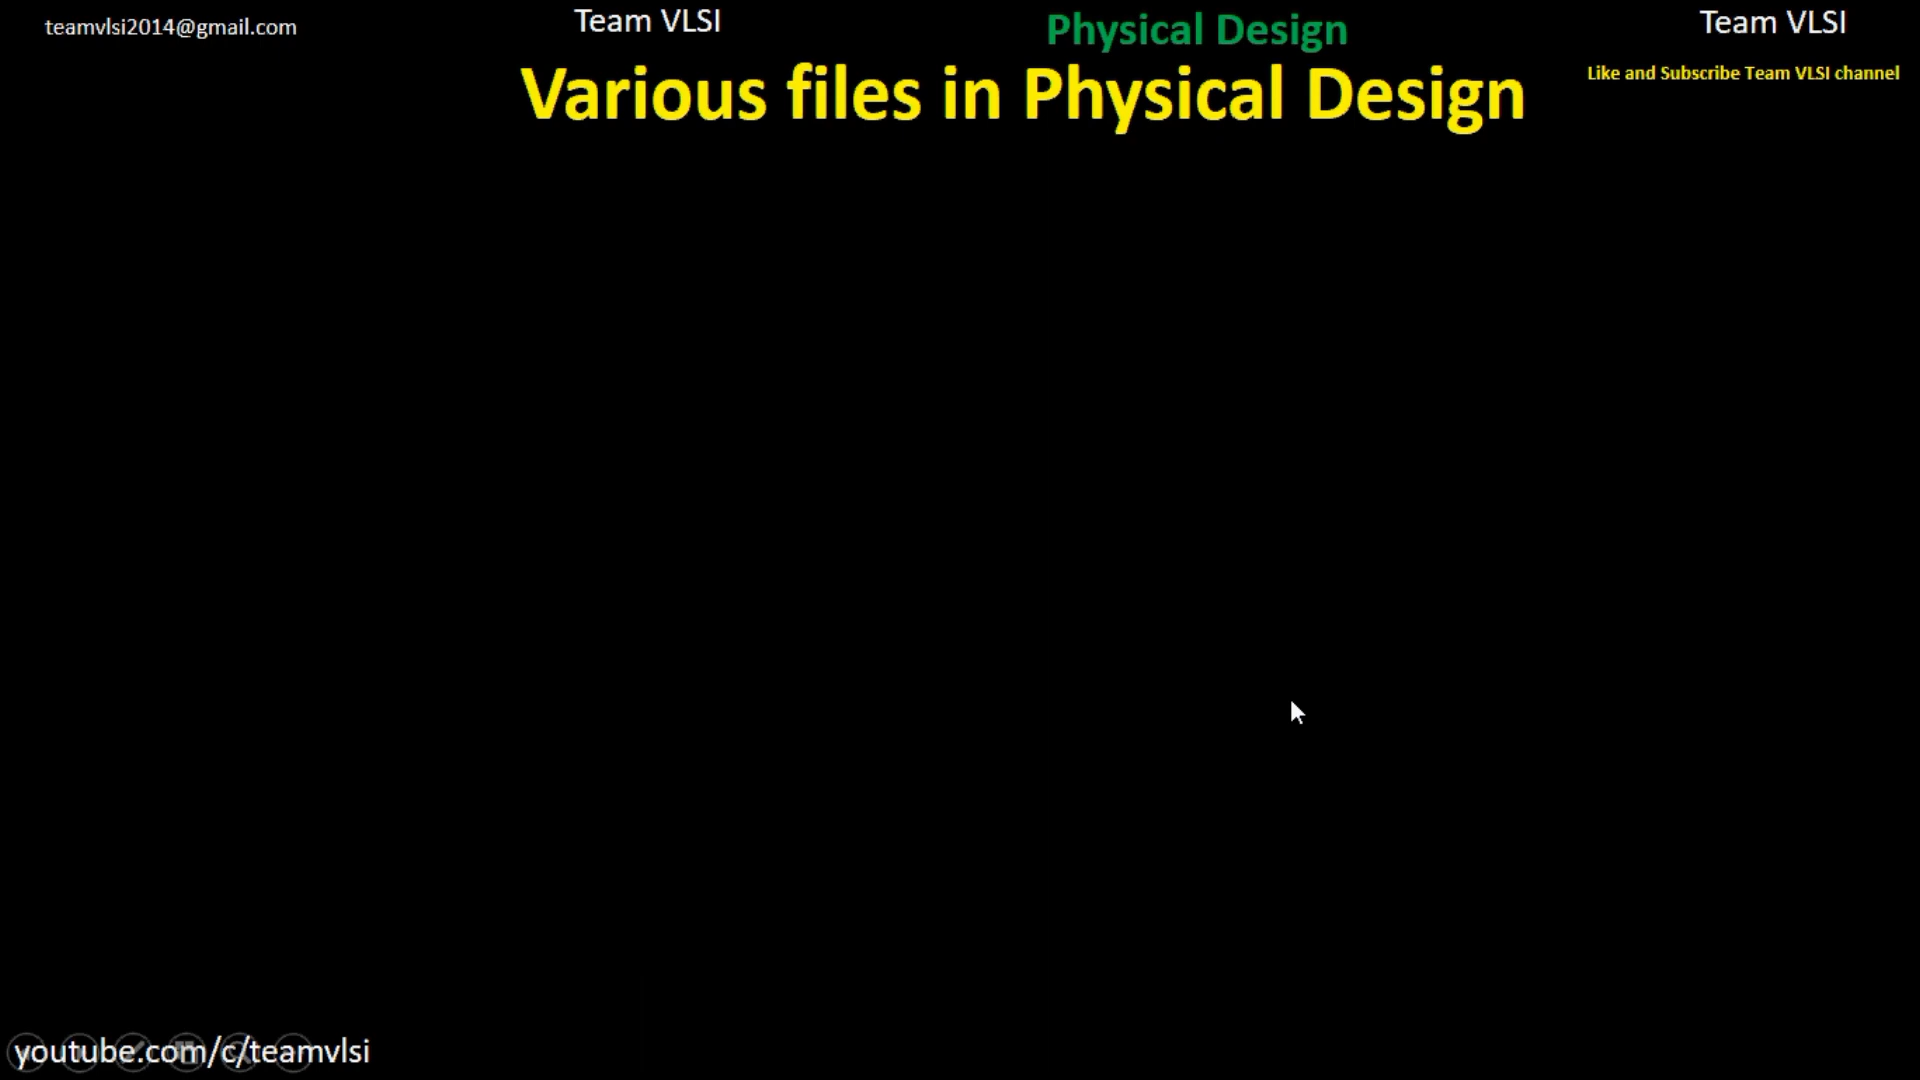 teamvlsi2014@gmail.com
Team VLSI
Physical Design
Team VLSI
Various files in Physical Design
Like and Subscribe Team VLSI channel
youtube.com/c/teamvlsi